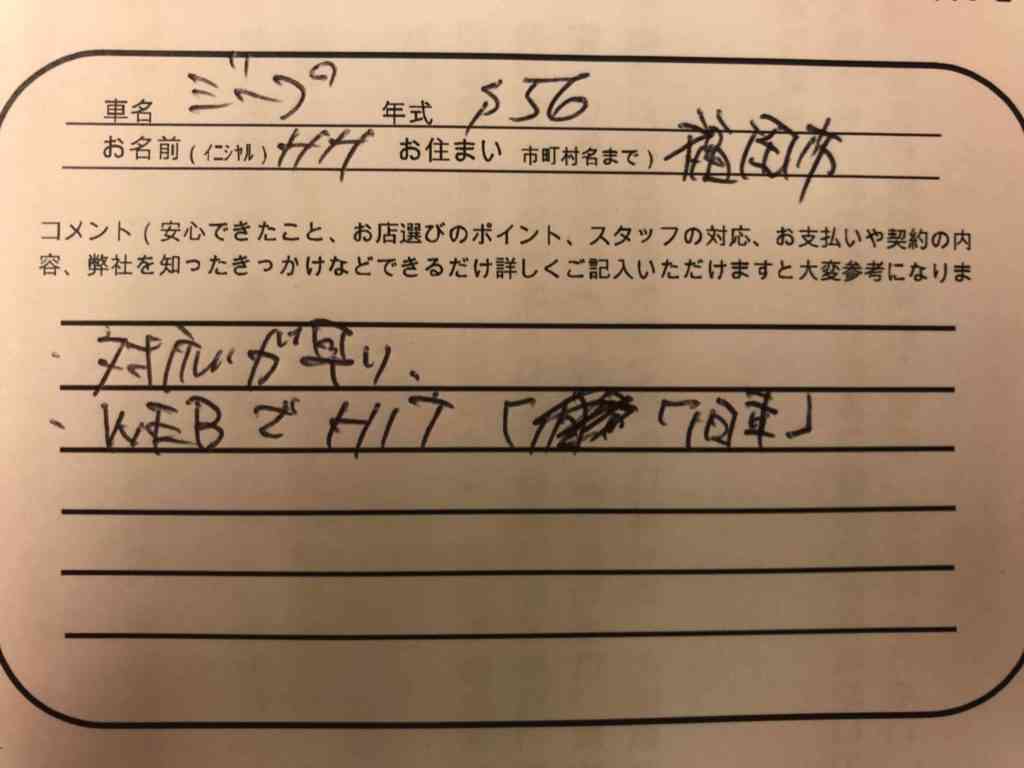 車名 ジープ 年式 S56
お名前(ｲﾆｼｬﾙ) HH お住まい 市町村名まで) 福岡市
コメント(安心できたこと、お店選びのポイント、スタッフの対応、お支払いや契約の内
容、弊社を知ったきっかけなどできるだけ詳しくご記入いただけますと大変参考になりま
・対応が早い.
・WEBでHIT「「旧車」